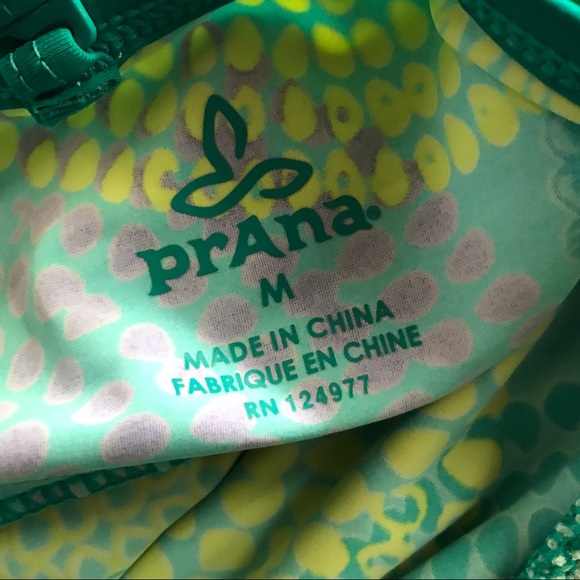 prAna®
M
MADE IN CHINA
FABRIQUE EN CHINE
RN 124977